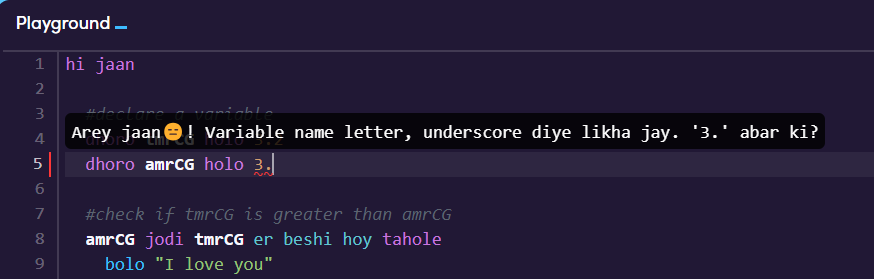 Playground
1 hi jaan
2
3 #declare a variable
Arey jaan😑! Variable name letter, underscore diye likha jay. '3.' abar ki?
4 dhoro tmrCG holo 3.2
5 dhoro amrCG holo 3.
6
7 #check if tmrCG is greater than amrCG
8 amrCG jodi tmrCG er beshi hoy tahole
9 bolo "I love you"